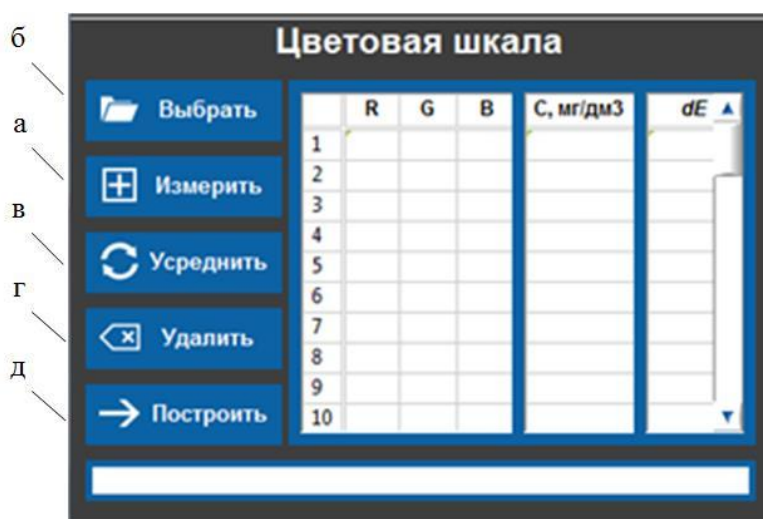 Цветовая шкала
б Выбрать
а Измерить
в Усреднить
г Удалить
д Построить
R G B С, мг/дм3 dE
1
2
3
4
5
6
7
8
9
10